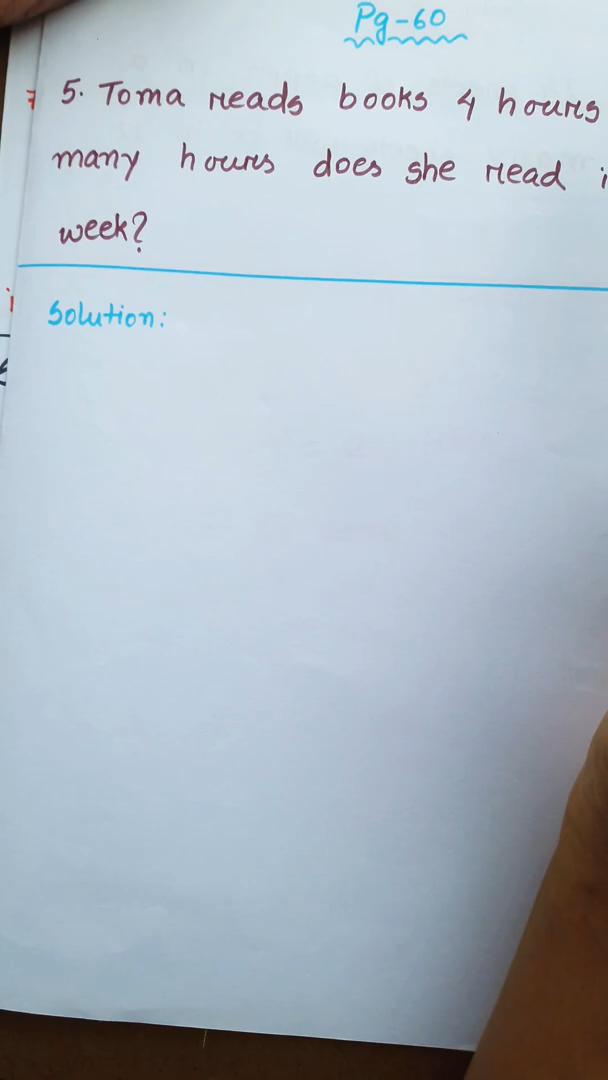 Pg-60
5. Toma reads books 4 hours
many hours does she read
week?
Solution: